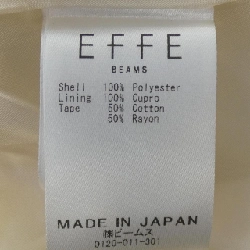 EFFE
BEAMS
Shell 100% Polyester
Lining 100% Cupro
Tape 50% Cotton
50% Rayon
MADE IN JAPAN
㈱ビームス
0120-011-301